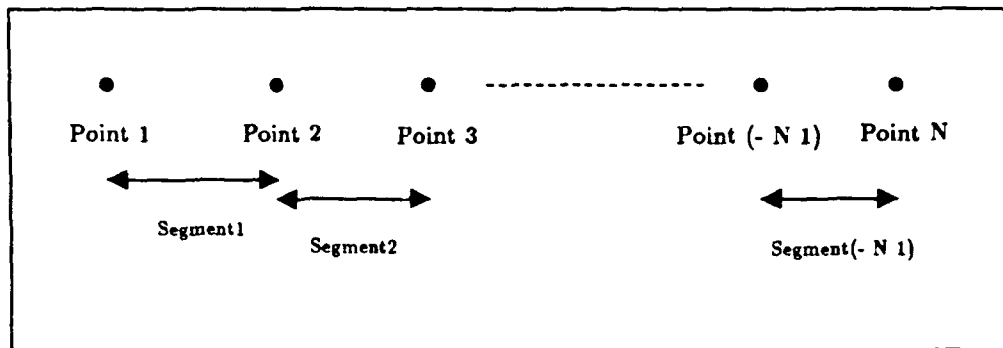 Point 1 Point 2 Point 3 Point (- N 1) Point N
Segment1
Segment2 Segment(- N 1)